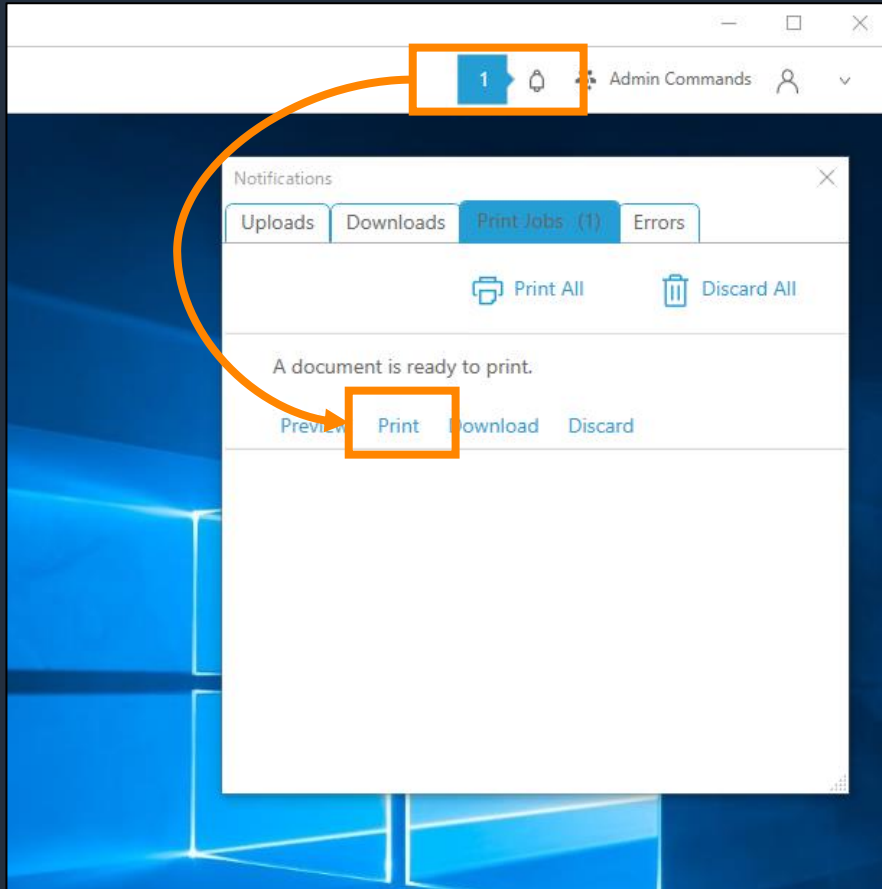 1 Admin Commands
Notifications
Uploads Downloads Print Jobs (1) Errors
Print All Discard All
A document is ready to print.
Preview Print Download Discard